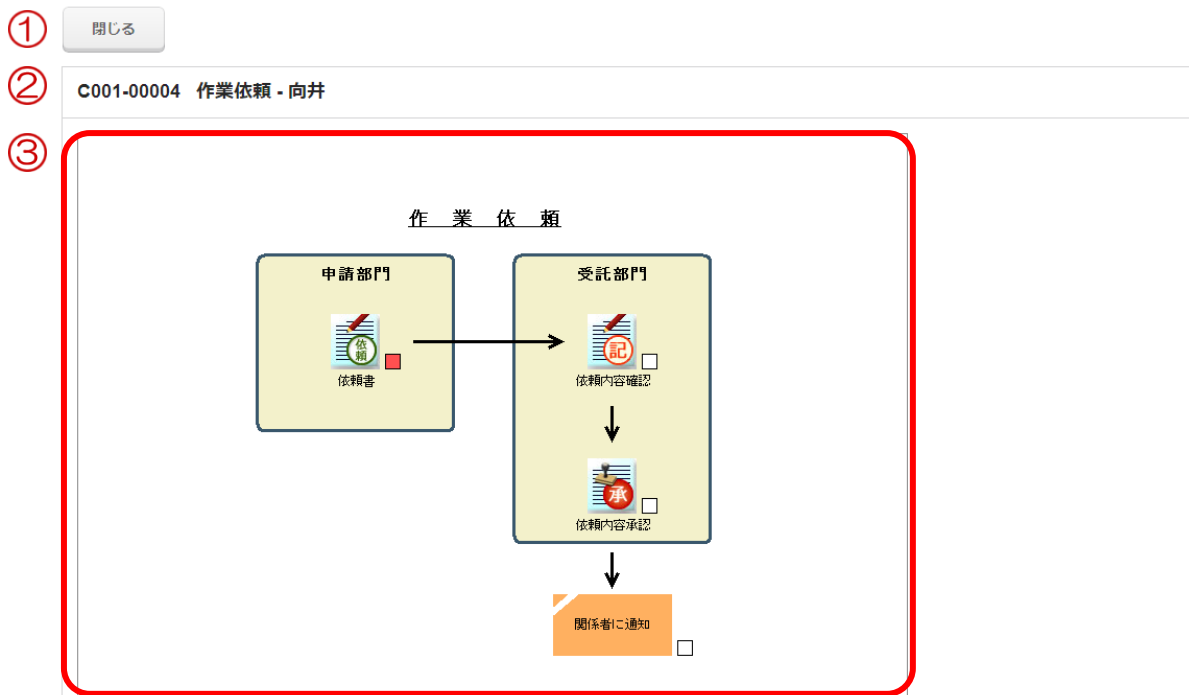 ① 閉じる
② C001-00004 作業依頼 - 向井
③
作 業 依 頼
申請部門
依頼
依頼書
受託部門
記
依頼内容確認
承
依頼内容承認
関係者に通知